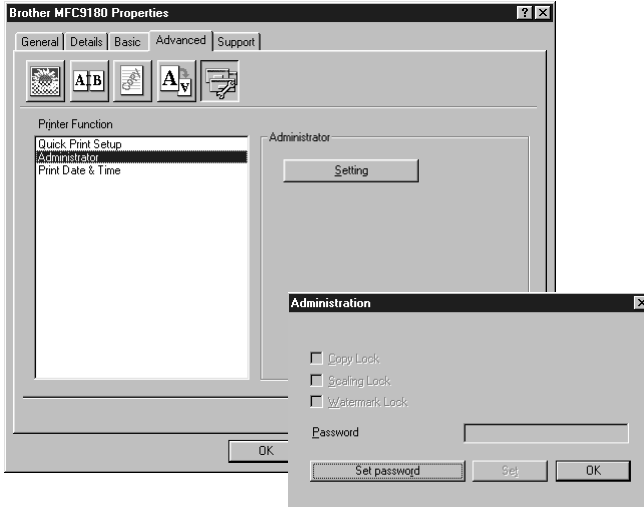 Brother MFC9180 Properties
General Details Basic Advanced Support
A B
A A
Printer Function
Quick Print Setup
Administrator
Print Date & Time
Administrator
Setting
OK
Administration
Copy Lock
Scaling Lock
Watermark Lock
Password
Set password Set OK